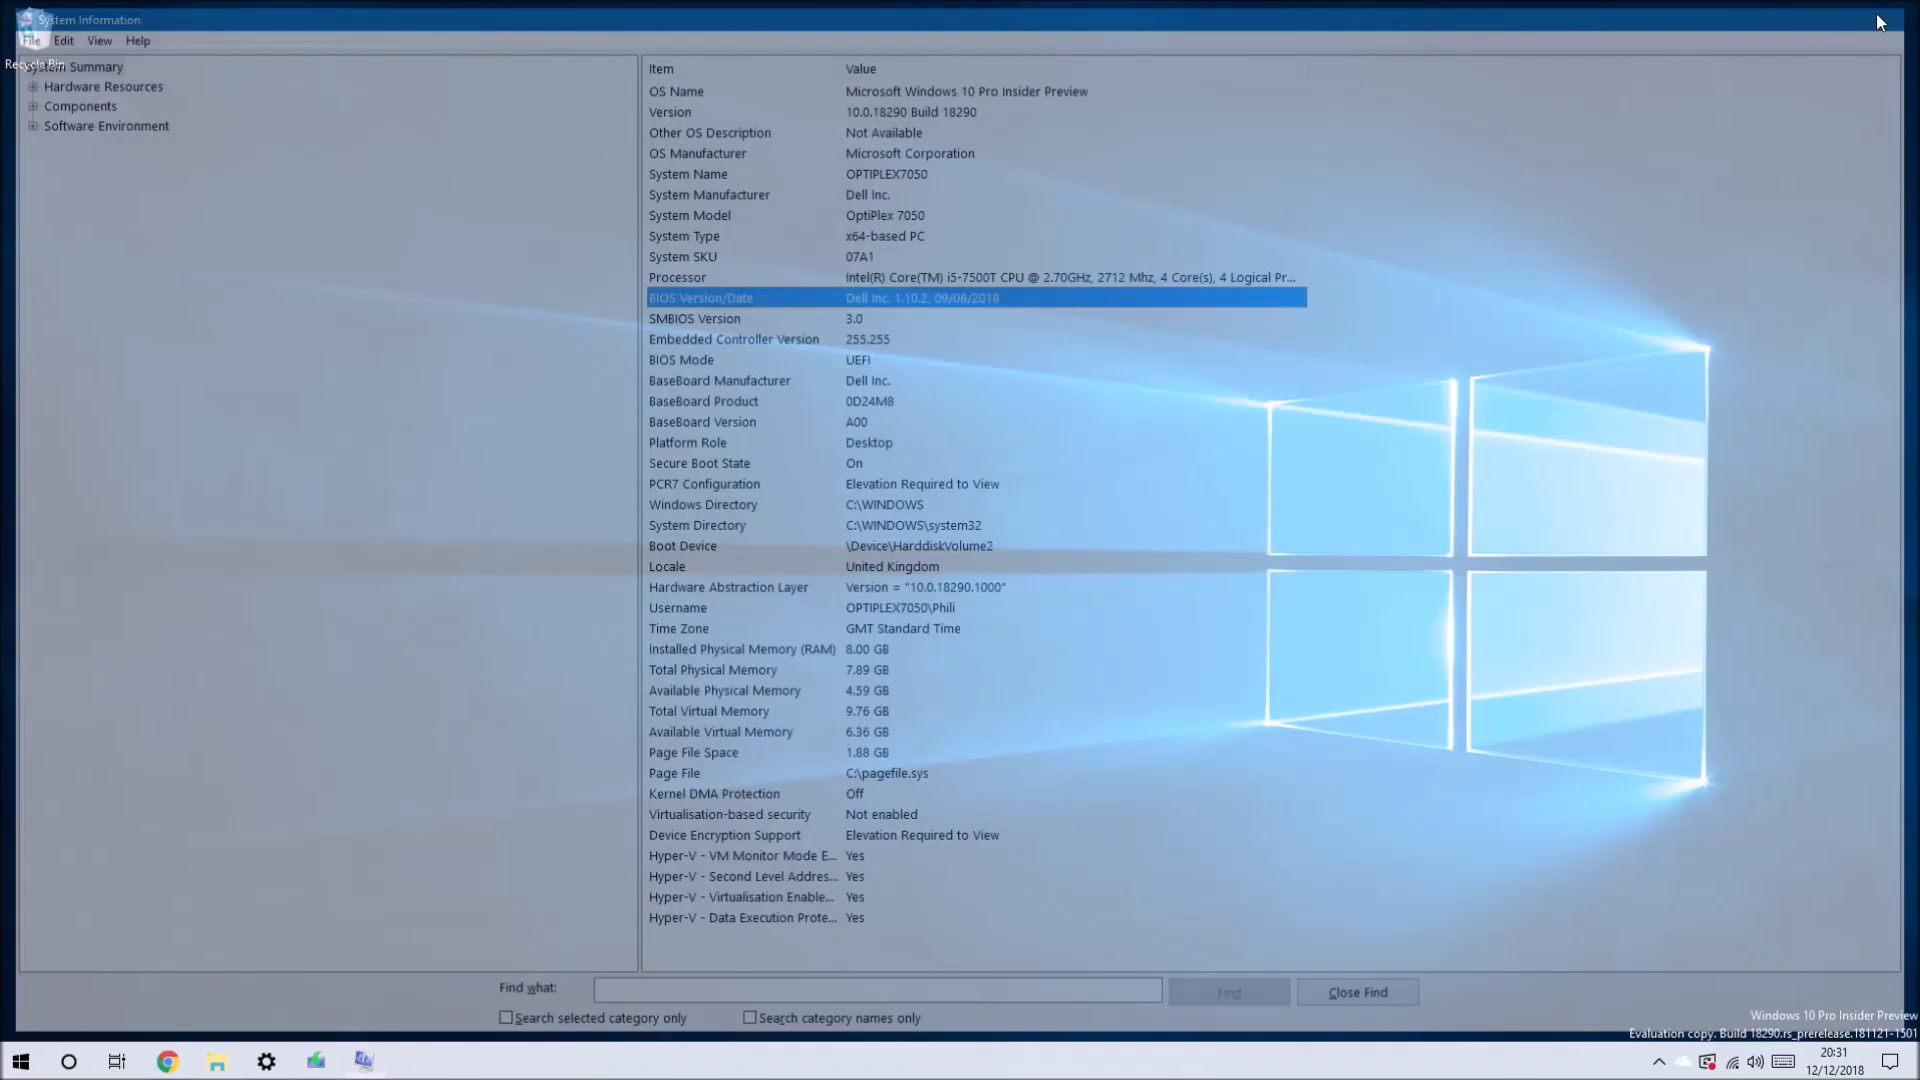 System Information
File Edit View Help
Recycle Bin
System Summary
Hardware Resources
Components
Software Environment
Item Value
OS Name Microsoft Windows 10 Pro Insider Preview
Version 10.0.18290 Build 18290
Other OS Description Not Available
OS Manufacturer Microsoft Corporation
System Name OPTIPLEX7050
System Manufacturer Dell Inc.
System Model OptiPlex 7050
System Type x64-based PC
System SKU 07A1
Processor Intel(R) Core(TM) i5-7500T CPU @ 2.70GHz, 2712 Mhz, 4 Core(s), 4 Logical Pr...
BIOS Version/Date Dell Inc. 1.10.2, 09/08/2018
SMBIOS Version 3.0
Embedded Controller Version 255.255
BIOS Mode UEFI
BaseBoard Manufacturer Dell Inc.
BaseBoard Product 0D24M8
BaseBoard Version A00
Platform Role Desktop
Secure Boot State On
PCR7 Configuration Elevation Required to View
Windows Directory C:\WINDOWS
System Directory C:\WINDOWS\system32
Boot Device \Device\HarddiskVolume2
Locale United Kingdom
Hardware Abstraction Layer Version = "10.0.18290.1000"
Username OPTIPLEX7050\Phili
Time Zone GMT Standard Time
Installed Physical Memory (RAM) 8.00 GB
Total Physical Memory 7.89 GB
Available Physical Memory 4.59 GB
Total Virtual Memory 9.76 GB
Available Virtual Memory 6.36 GB
Page File Space 1.88 GB
Page File C:\pagefile.sys
Kernel DMA Protection Off
Virtualisation-based security Not enabled
Device Encryption Support Elevation Required to View
Hyper-V - VM Monitor Mode E... Yes
Hyper-V - Second Level Addres... Yes
Hyper-V - Virtualisation Enable... Yes
Hyper-V - Data Execution Prote... Yes
Find what: Find Close Find
Search selected category only Search category names only
Windows 10 Pro Insider Preview
Evaluation copy. Build 18290.rs_prerelease.181121-1501
20:31
12/12/2018